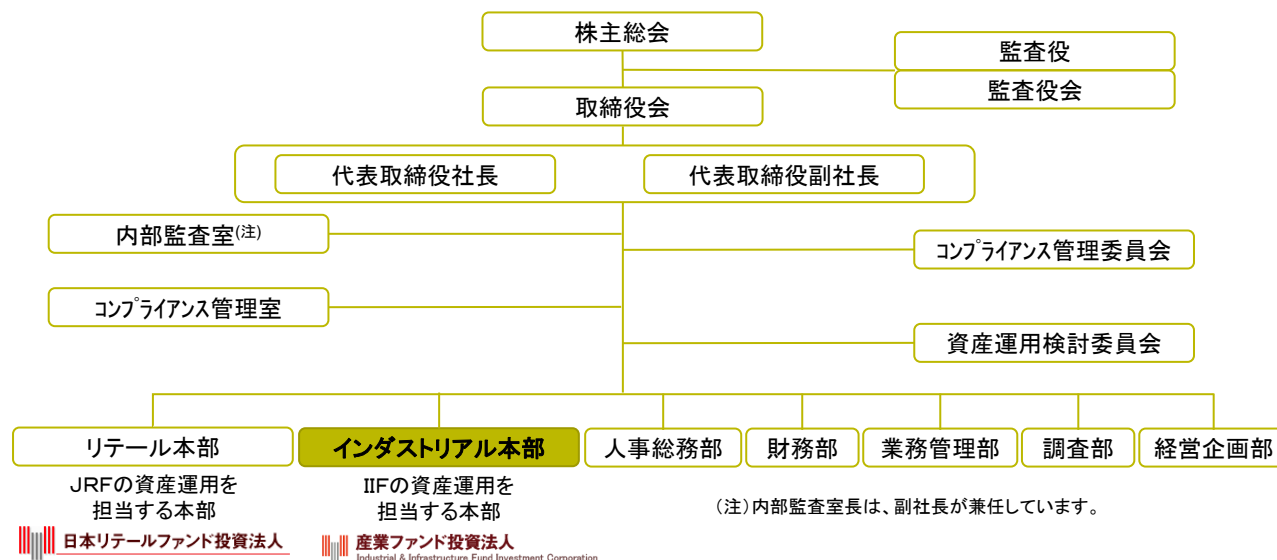 株主総会
監査役
監査役会
取締役会
代表取締役社長
代表取締役副社長
内部監査室(注)
コンプライアンス管理委員会
コンプライアンス管理室
資産運用検討委員会
リテール本部
インダストリアル本部
人事総務部
財務部
業務管理部
調査部
経営企画部
JRFの資産運用を
担当する本部
IIFの資産運用を
担当する本部
(注)内部監査室長は、副社長が兼任しています。
日本リテールファンド投資法人
産業ファンド投資法人
Industrial & Infrastructure Fund Investment Corporation